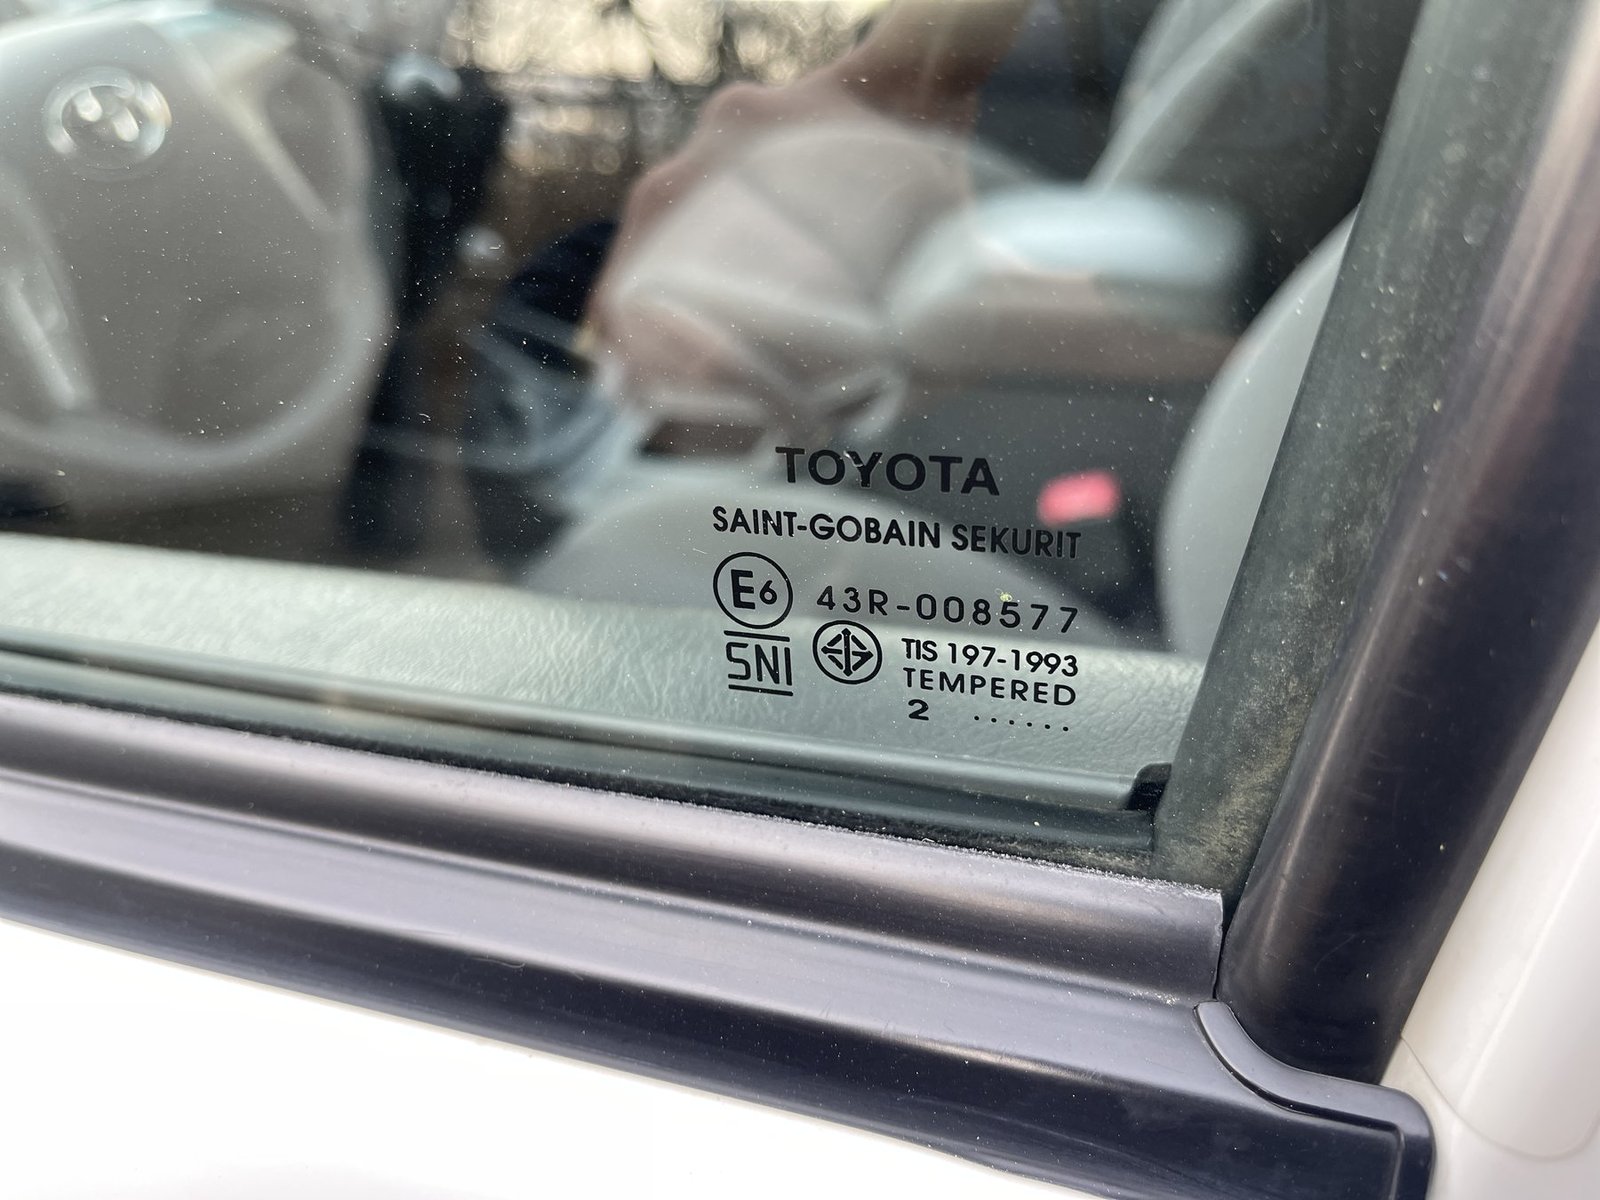 TOYOTA
SAINT-GOBAIN SEKURIT
E6 43R-008577
SNI TIS 197-1993
TEMPERED
2 ......